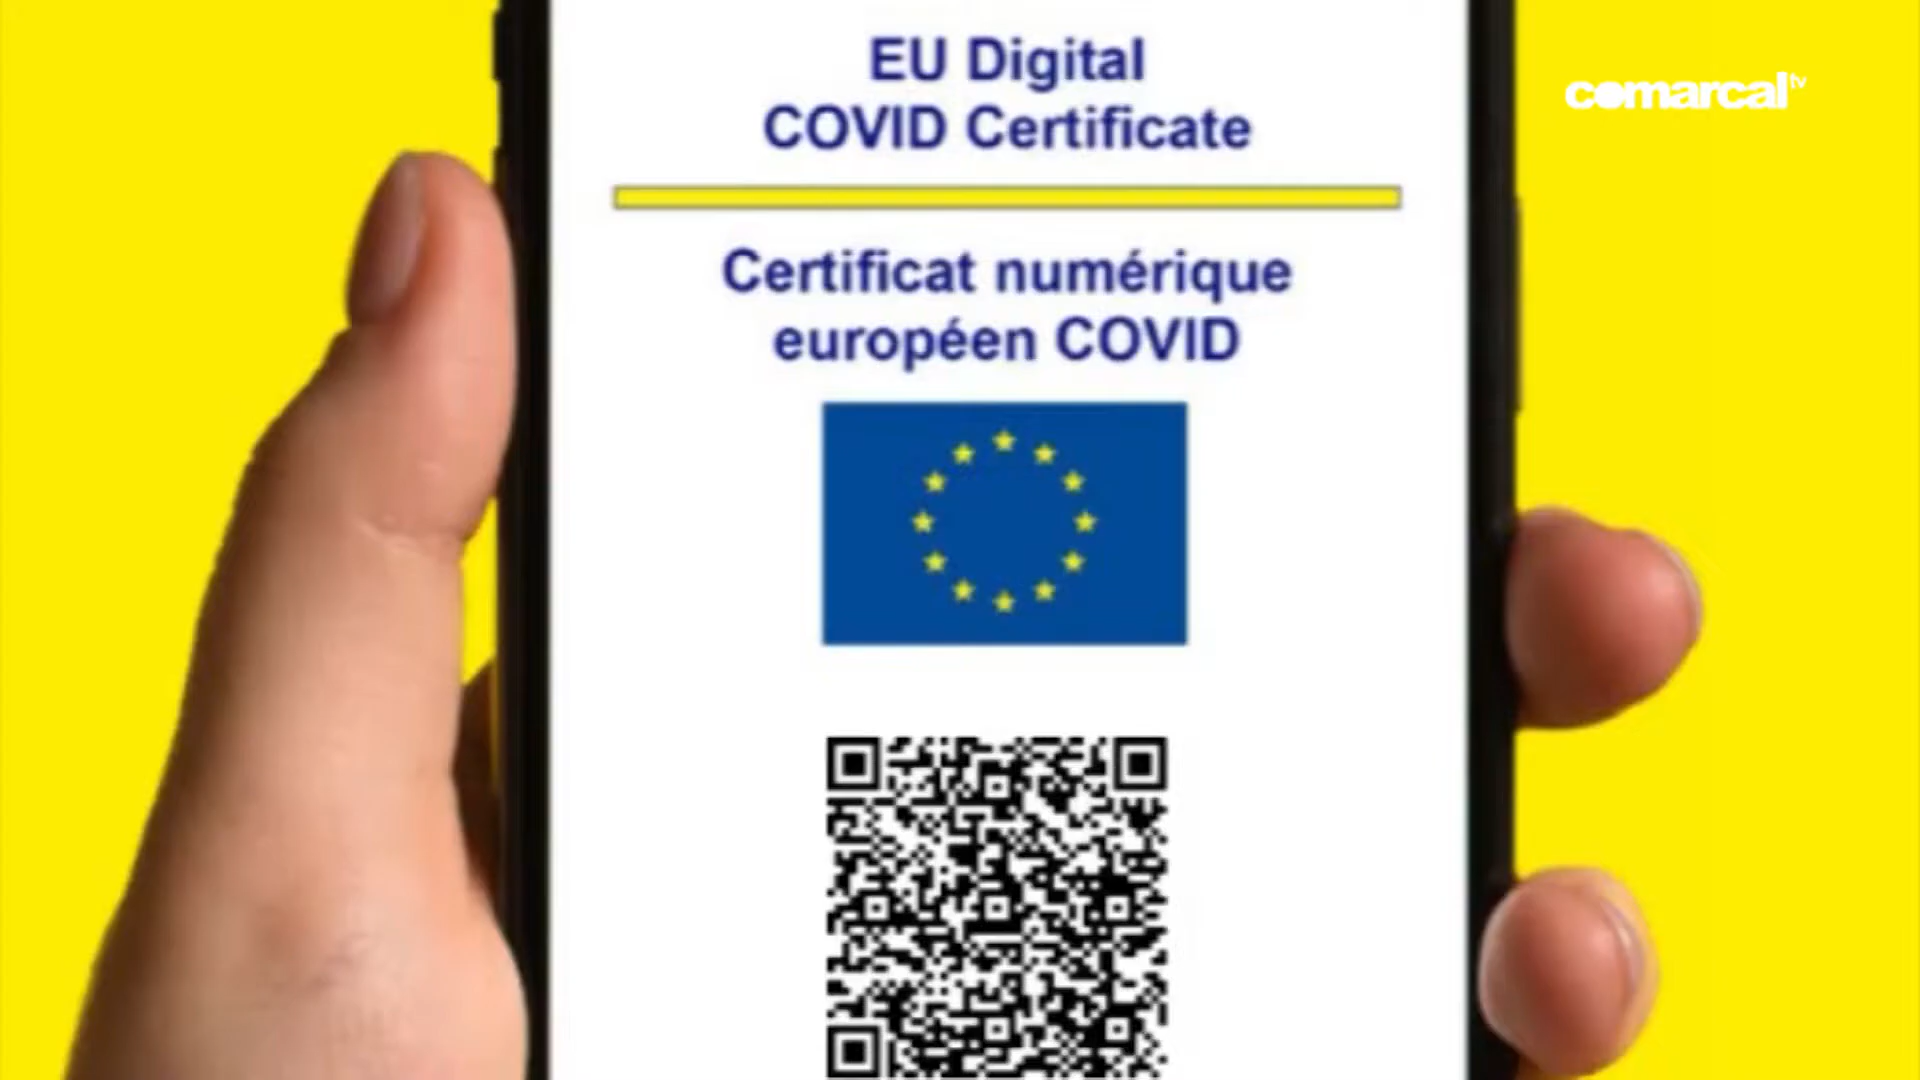 EU Digital
COVID Certificate
comarcal tv
Certificat numérique
européen COVID